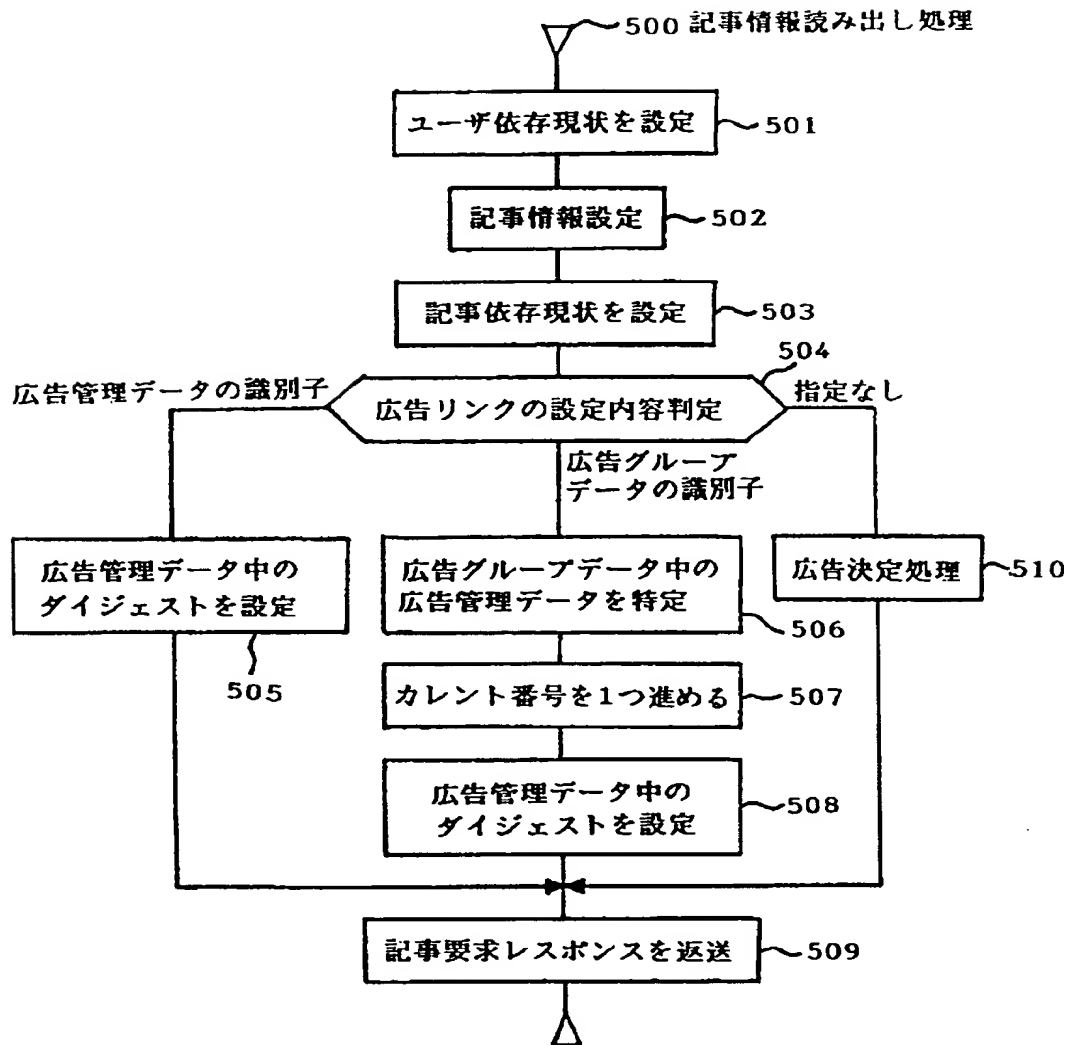 500 記事情報読み出し処理
ユーザ依存現状を設定
501
記事情報設定
502
記事依存現状を設定
503
504
広告管理データの識別子
広告リンクの設定内容判定
指定なし
広告グループ
データの識別子
広告管理データ中の
ダイジェストを設定
505
広告グループデータ中の
広告管理データを特定
506
広告決定処理
510
カレント番号を1つ進める
507
広告管理データ中の
ダイジェストを設定
508
記事要求レスポンスを返送
509